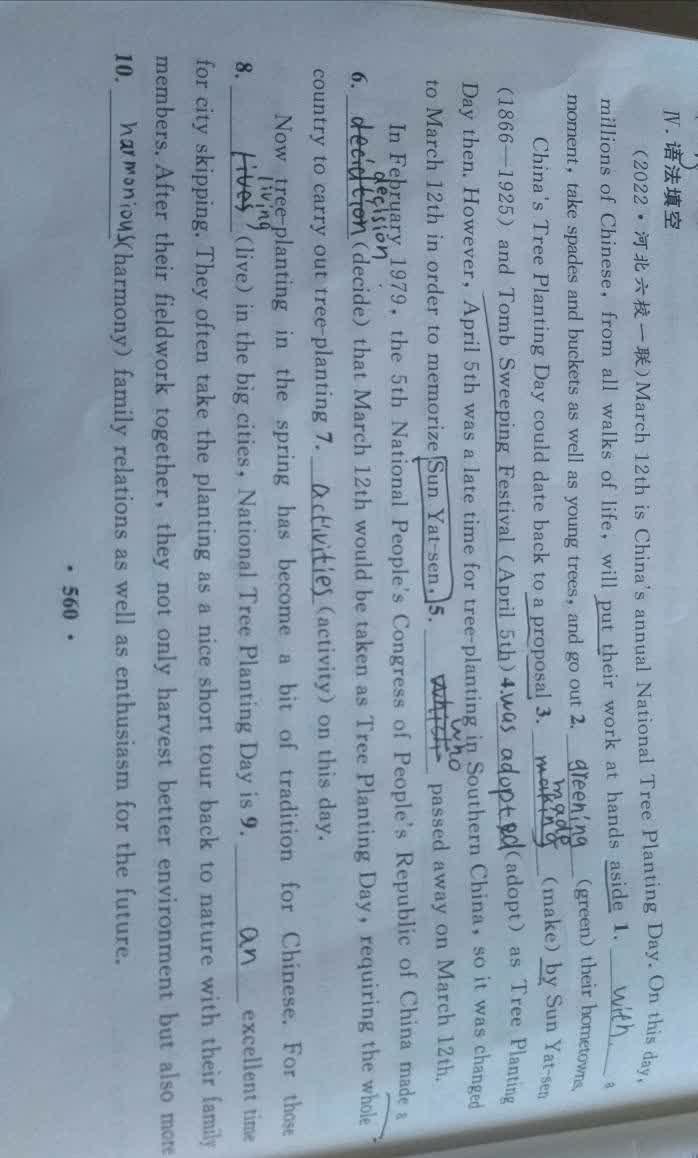 Ⅳ. 语法填空
(2022·河北六校一联)March 12th is China's annual National Tree Planting Day. On this day,
millions of Chinese, from all walks of life, will put their work at hands aside 1. with a
moment, take spades and buckets as well as young trees, and go out 2. greening (green) their hometowns.
China's Tree Planting Day could date back to a proposal 3. making made (make) by Sun Yat-sen
(1866—1925) and Tomb Sweeping Festival (April 5th) 4. was adopted (adopt) as Tree Planting
Day then. However, April 5th was a late time for tree-planting in Southern China, so it was changed
to March 12th in order to memorize Sun Yat-sen, 5. which who passed away on March 12th.
In February 1979, the 5th National People's Congress of People's Republic of China made a
6. decision (decide) that March 12th would be taken as Tree Planting Day, requiring the whole
country to carry out tree-planting 7. activities (activity) on this day.
Now tree-planting in the spring has become a bit of tradition for Chinese. For those
8. lives living (live) in the big cities, National Tree Planting Day is 9. an excellent time
for city skipping. They often take the planting as a nice short tour back to nature with their family
members. After their fieldwork together, they not only harvest better environment but also more
10. harmonious (harmony) family relations as well as enthusiasm for the future.
· 560 ·